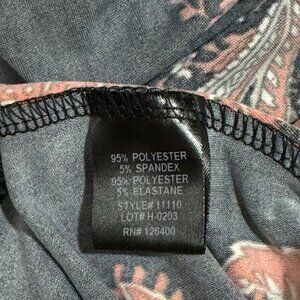 95% POLYESTER
5% SPANDEX
95% POLYESTER
5% ELASTANE
STYLE# 11110
LOT# H-0203
RN# 126400